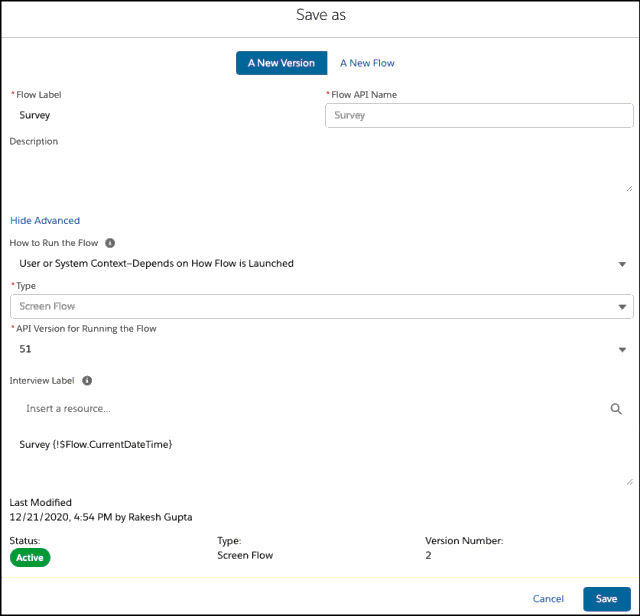 Save as
A New Version
A New Flow
* Flow Label
* Flow API Name
Survey
Survey
Description
Hide Advanced
How to Run the Flow
User or System Context–Depends on How Flow is Launched
* Type
Screen Flow
* API Version for Running the Flow
51
Interview Label
Insert a resource...
Survey {!$Flow.CurrentDateTime}
Last Modified
12/21/2020, 4:54 PM by Rakesh Gupta
Status:
Type:
Version Number:
Active
Screen Flow
2
Cancel
Save